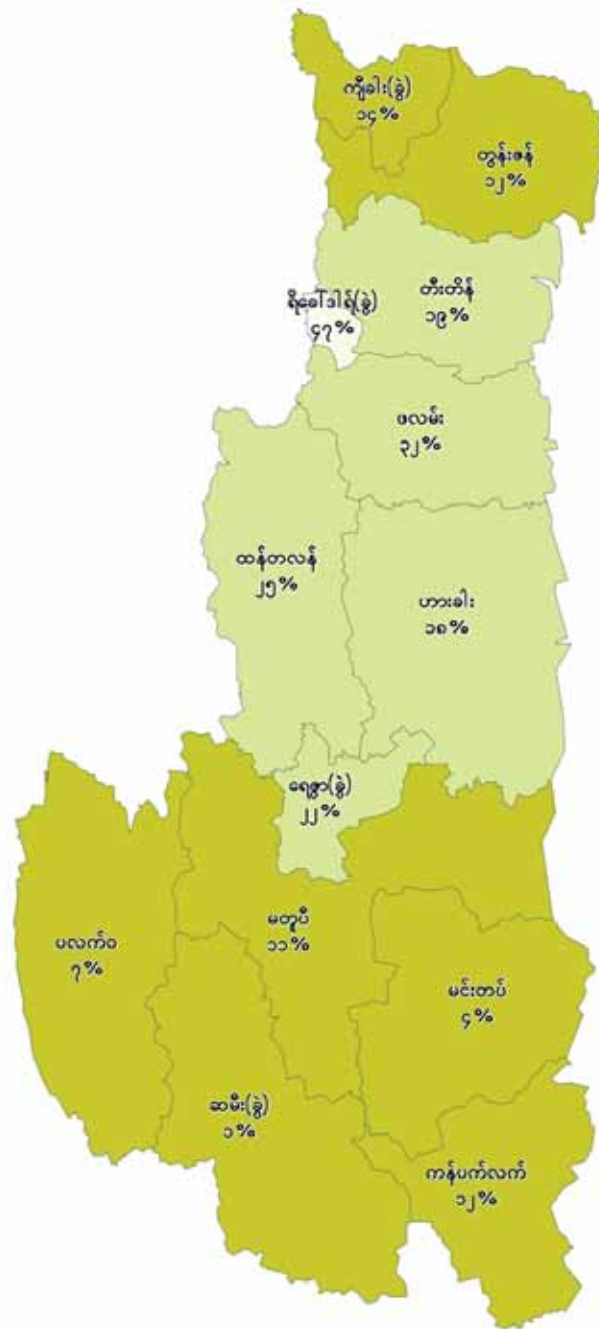 ကျီခါး(ခွဲ)
၁၄%
တွန်းဇန်
၁၂%
တီးတိန်
၁၉%
ရိခေါ်ဒါရ်(ခွဲ)
၄၇%
ဖလမ်း
၃၂%
ထန်တလန်
၂၅%
ဟားခါး
၁၈%
ရေဇွာ(ခွဲ)
၂၂%
မတူပီ
၁၁%
ပလက်ဝ
၇%
မင်းတပ်
၄%
ဆမီး(ခွဲ)
၁%
ကန်ပက်လက်
၁၂%